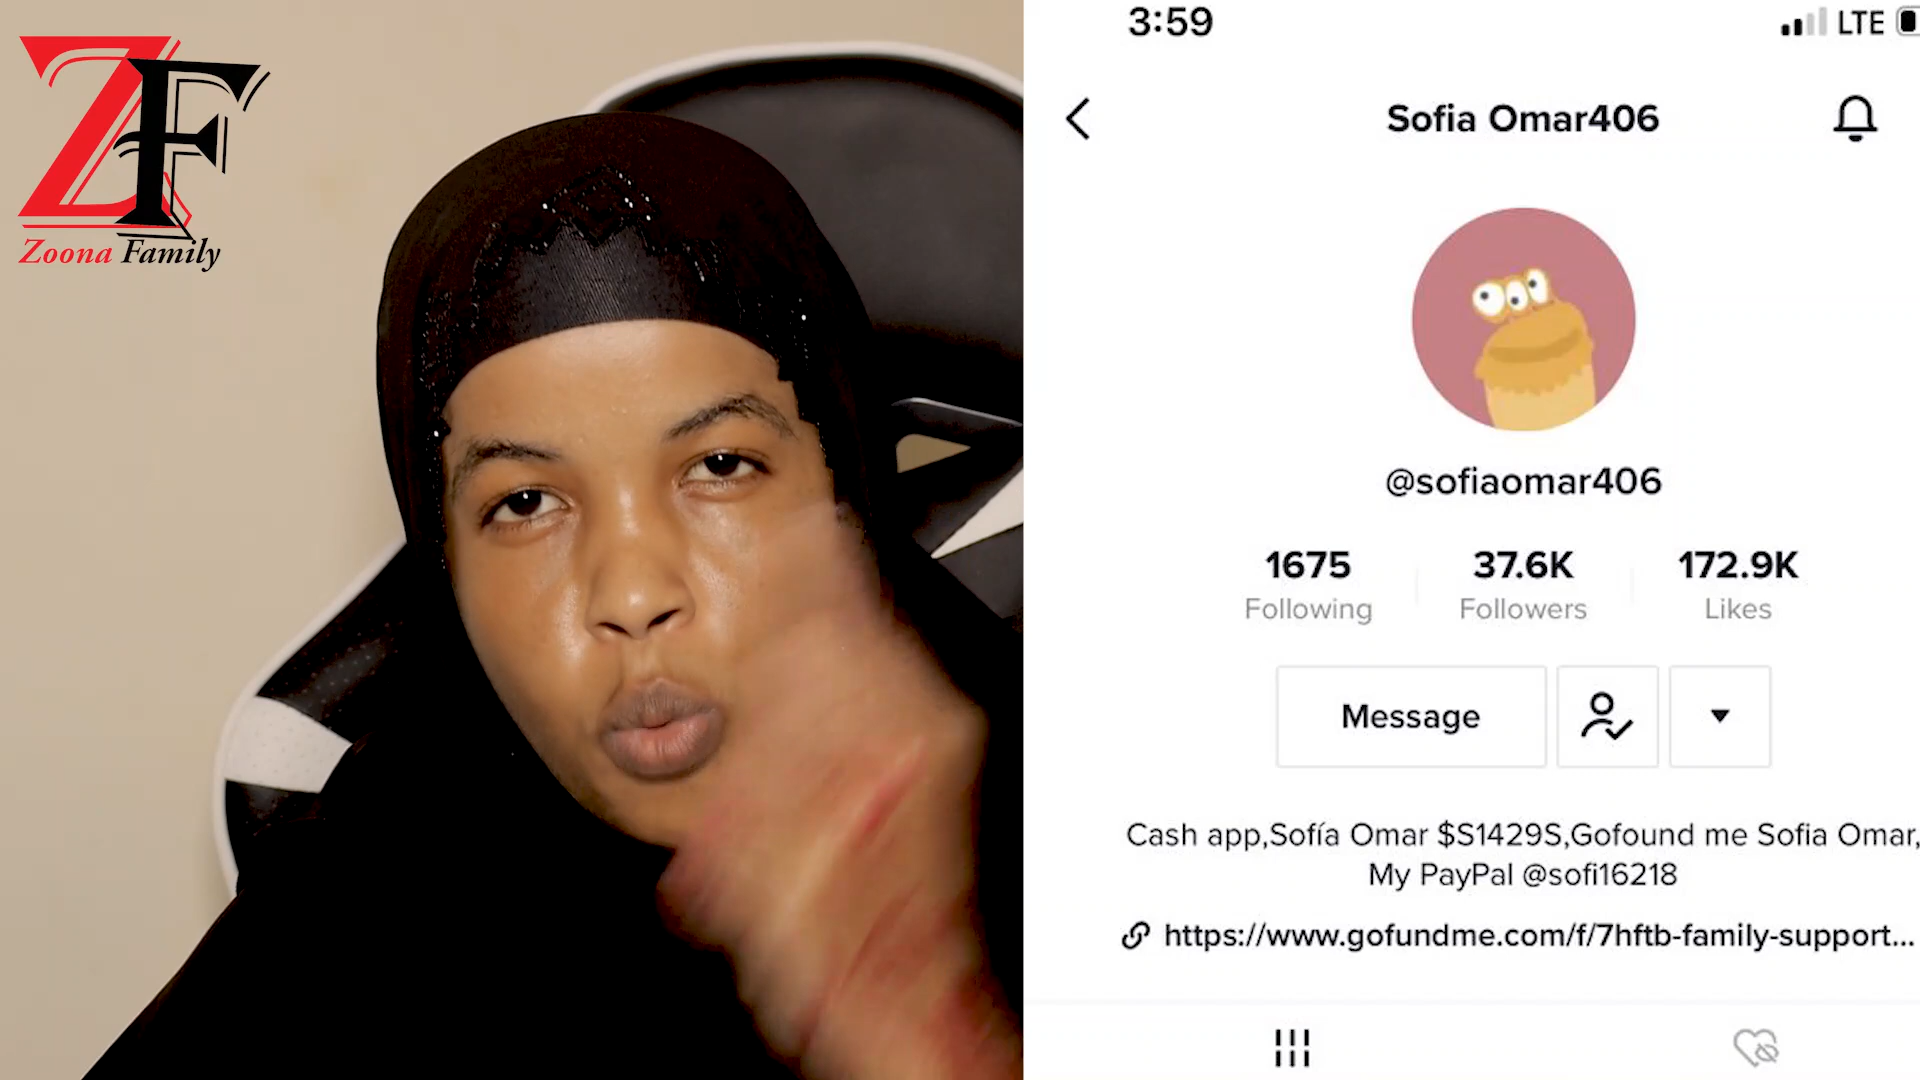 ZF
Zoona Family
3:59
LTE
Sofia Omar406
@sofiaomar406
1675
37.6K
172.9K
Following
Followers
Likes
Message
Cash app,Sofía Omar $S1429S,Gofound me Sofia Omar,
My PayPal @sofi16218
https://www.gofundme.com/f/7hftb-family-support...